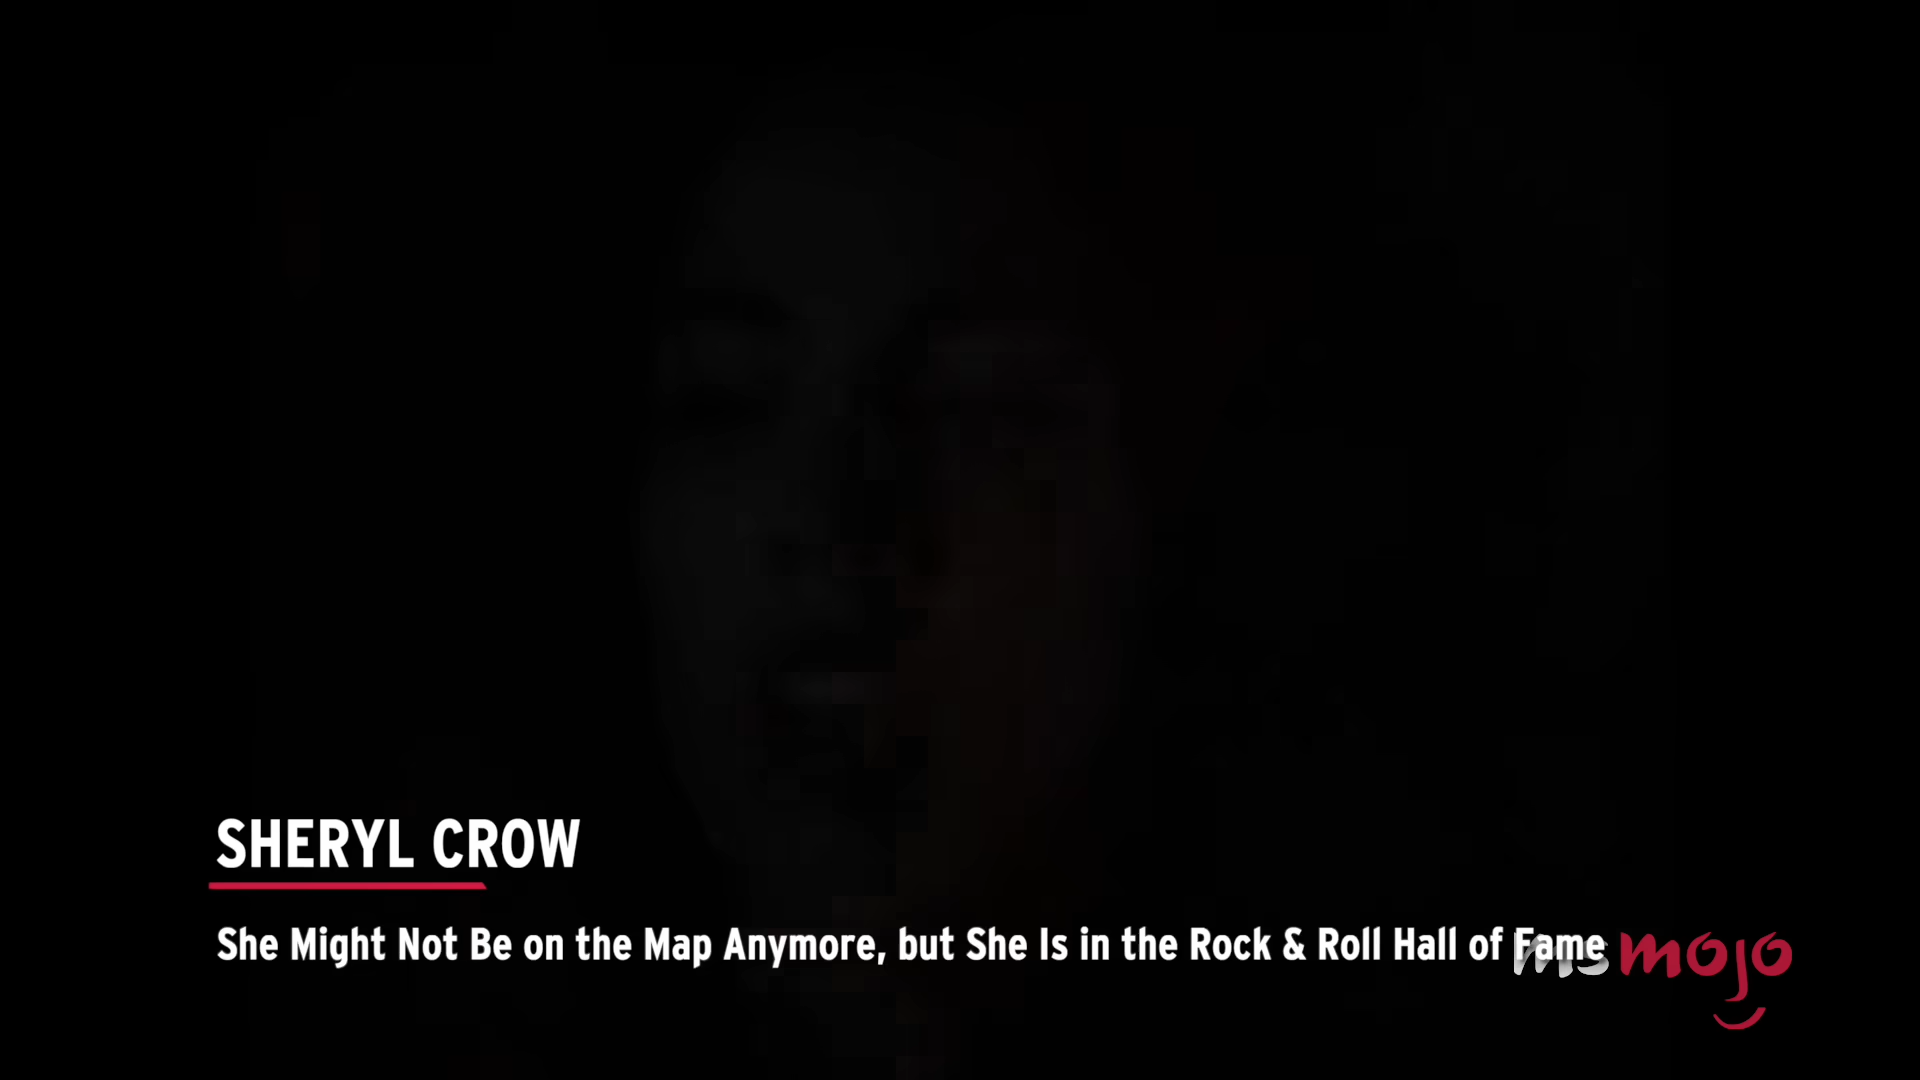 SHERYL CROW
She Might Not Be on the Map Anymore, but She Is in the Rock & Roll Hall of Fame
msmojo